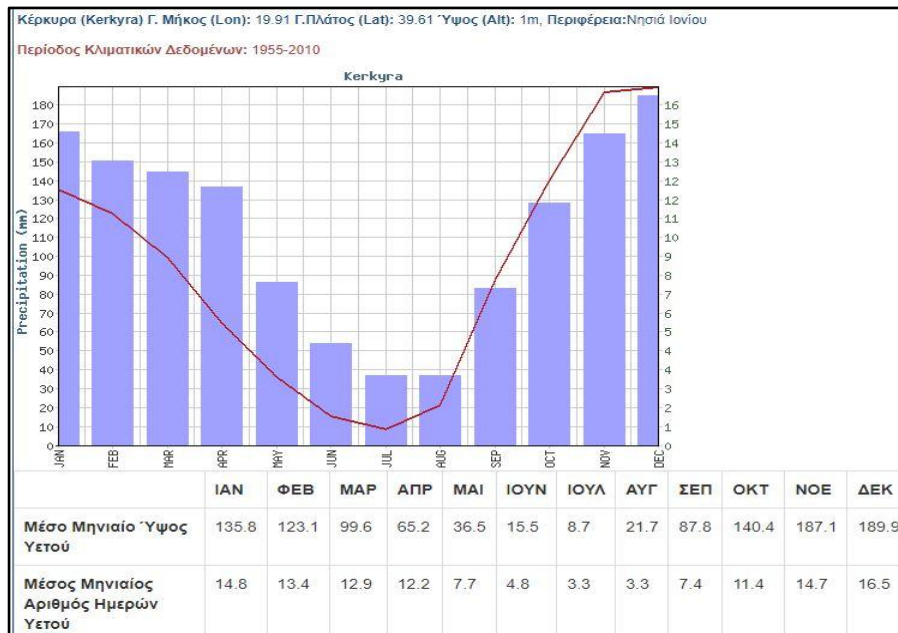 Κέρκυρα (Kerkyra) Γ. Μήκος (Lon): 19.91 Γ.Πλάτος (Lat): 39.61 Ύψος (Alt): 1m, Περιφέρεια:Νησιά Ιονίου
Περίοδος Κλιματικών Δεδομένων: 1955-2010
Kerkyra
Precipitation (mm)
180
170
160
150
140
130
120
110
100
90
80
70
60
50
40
30
20
10
0
16
15
14
13
12
11
10
9
8
7
6
5
4
3
2
1
0
JAN FEB MAR APR MAY JUN JUL AUG SEP OCT NOV DEC
ΙΑΝ ΦΕΒ ΜΑΡ ΑΠΡ ΜΑΙ ΙΟΥΝ ΙΟΥΛ ΑΥΓ ΣΕΠ ΟΚΤ ΝΟΕ ΔΕΚ
Μέσο Μηνιαίο Ύψος
Υετού
135.8 123.1 99.6 65.2 36.5 15.5 8.7 21.7 87.8 140.4 187.1 189.9
Μέσος Μηνιαίος
Αριθμός Ημερών
Υετού
14.8 13.4 12.9 12.2 7.7 4.8 3.3 3.3 7.4 11.4 14.7 16.5